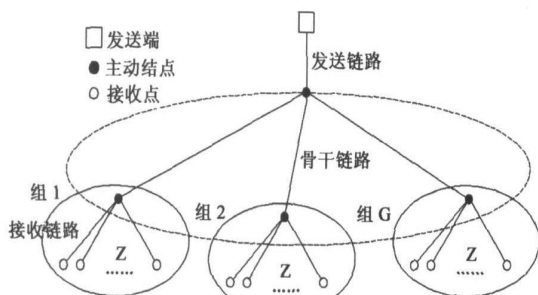 发送端
主动结点
接收点
发送链路
骨干链路
组 1
组 2
组 G
接收链路
Z
......
Z
......
Z
......